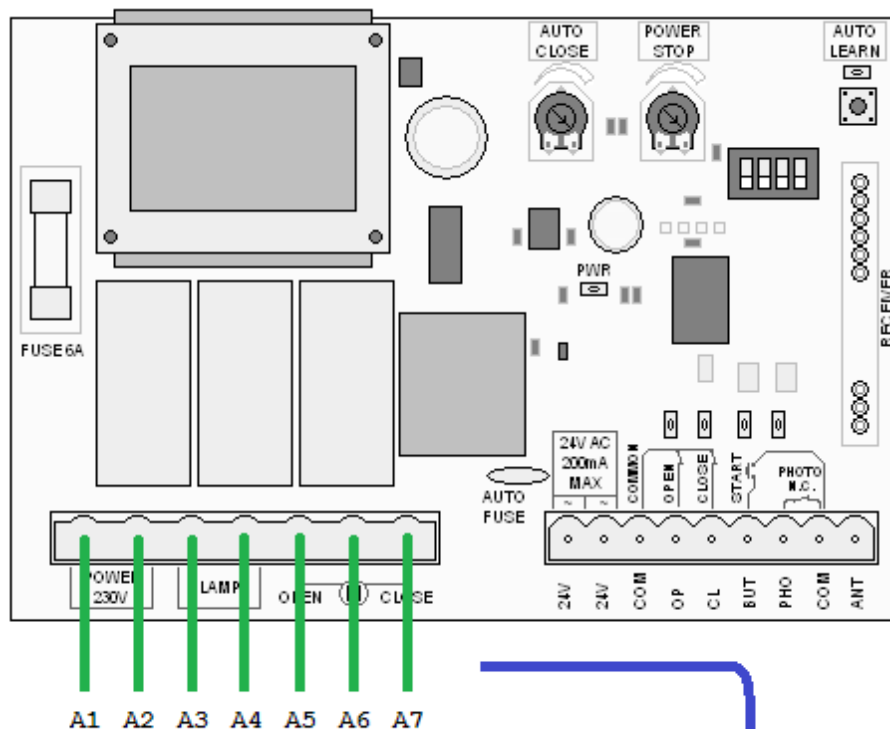 AUTO
CLOSE
POWER
STOP
AUTO
LEARN
FUSE 6A
PWR
RECEIVER
24V AC
200mA
MAX
~ ~
COMMON
OPEN
CLOSE
START
PHOTO
N.C.
AUTO
FUSE
POWER
230V
LAMP
OPEN M CLOSE
24V 24V COM OP CL BUT PHO COM ANT
A1 A2 A3 A4 A5 A6 A7